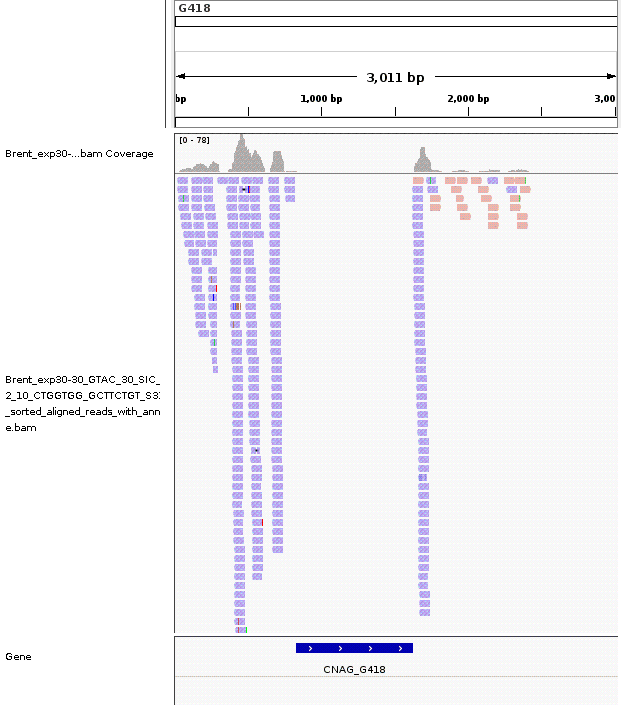 G418
3,011 bp
bp 1,000 bp 2,000 bp 3,00
[0 - 78]
Brent_exp30-...bam Coverage
Brent_exp30-30_GTAC_30_SIC_
2_10_CTGGTGG_GCTTCTGT_S3
_sorted_aligned_reads_with_ann
e.bam
Gene
CNAG_G418